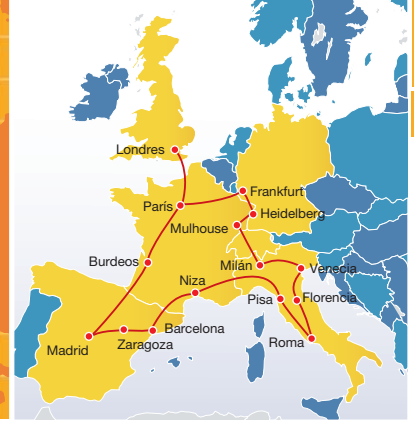 Londres
París
Frankfurt
Heidelberg
Mulhouse
Burdeos
Milán
Venecia
Niza
Pisa
Florencia
Barcelona
Zaragoza
Madrid
Roma